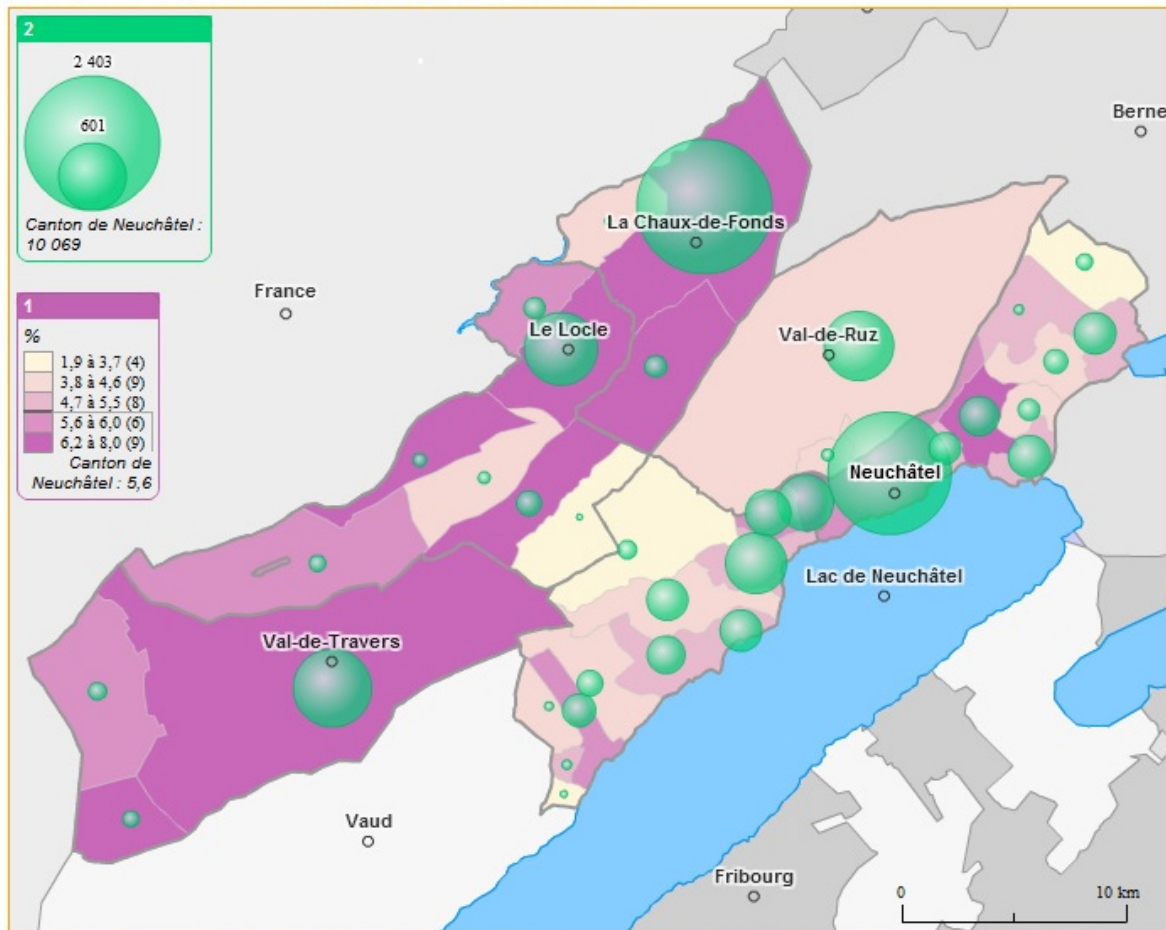 2
2 403
601
Canton de Neuchâtel :
10 069
1
%
1,9 à 3,7 (4)
3,8 à 4,6 (9)
4,7 à 5,5 (8)
5,6 à 6,0 (6)
6,2 à 8,0 (9)
Canton de
Neuchâtel : 5,6
Berne
La Chaux-de-Fonds
France
Le Locle
Val-de-Ruz
Neuchâtel
Lac de Neuchâtel
Val-de-Travers
Vaud
Fribourg
0 10 km